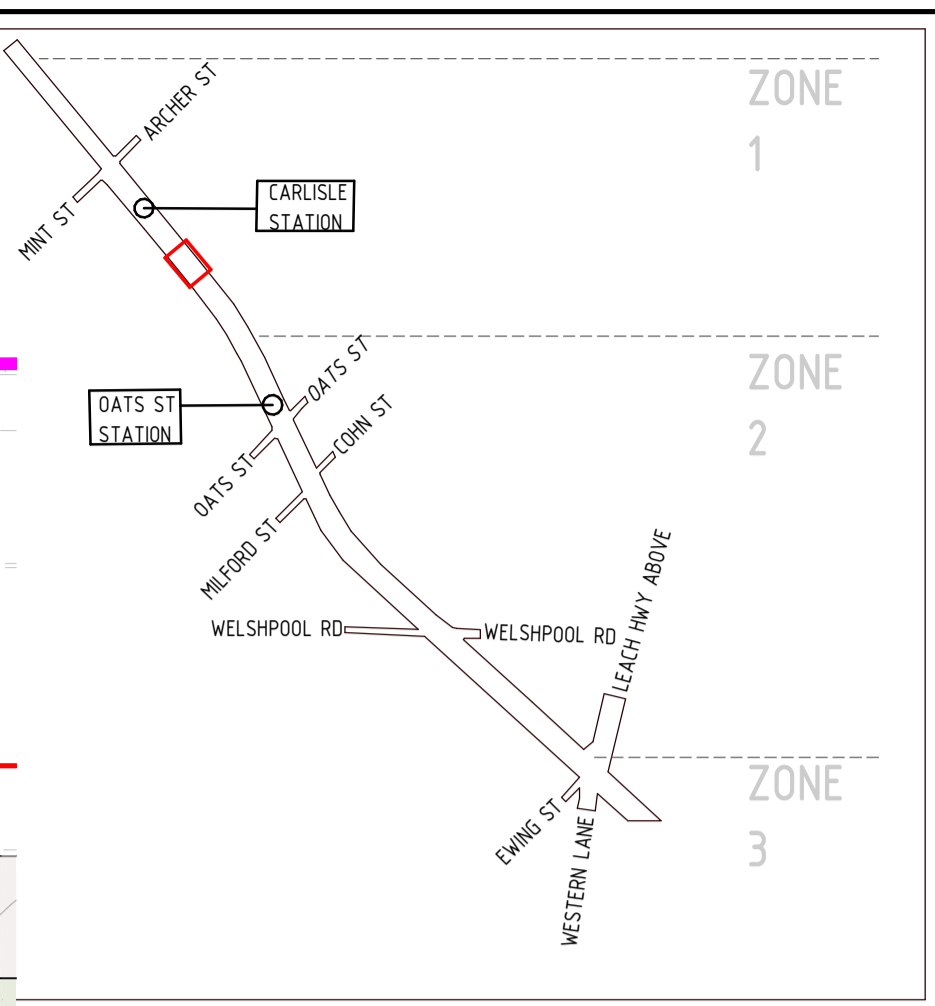 ZONE
1
ARCHER ST
MINT ST
CARLISLE
STATION
ZONE
2
OATS ST
OATS ST
STATION
COHN ST
OATS ST
MILFORD ST
WELSHPOOL RD
WELSHPOOL RD
LEACH HWY ABOVE
ZONE
3
EWING ST
WESTERN LANE